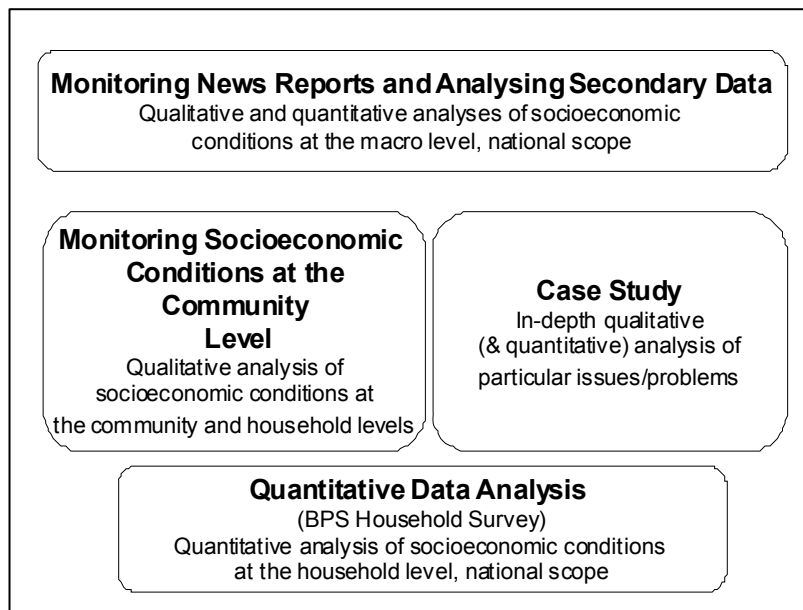 Monitoring News Reports and Analysing Secondary Data
Qualitative and quantitative analyses of socioeconomic
conditions at the macro level, national scope
Monitoring Socioeconomic
Conditions at the
Community
Level
Qualitative analysis of
socioeconomic conditions at
the community and household levels
Case Study
In-depth qualitative
(& quantitative) analysis of
particular issues/problems
Quantitative Data Analysis
(BPS Household Survey)
Quantitative analysis of socioeconomic conditions
at the household level, national scope